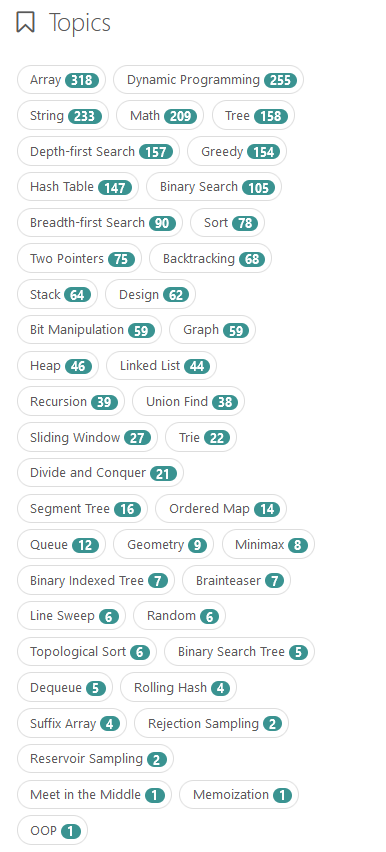 Topics
Array 318 Dynamic Programming 255
String 233 Math 209 Tree 158
Depth-first Search 157 Greedy 154
Hash Table 147 Binary Search 105
Breadth-first Search 90 Sort 78
Two Pointers 75 Backtracking 68
Stack 64 Design 62
Bit Manipulation 59 Graph 59
Heap 46 Linked List 44
Recursion 39 Union Find 38
Sliding Window 27 Trie 22
Divide and Conquer 21
Segment Tree 16 Ordered Map 14
Queue 12 Geometry 9 Minimax 8
Binary Indexed Tree 7 Brainteaser 7
Line Sweep 6 Random 6
Topological Sort 6 Binary Search Tree 5
Dequeue 5 Rolling Hash 4
Suffix Array 4 Rejection Sampling 2
Reservoir Sampling 2
Meet in the Middle 1 Memoization 1
OOP 1